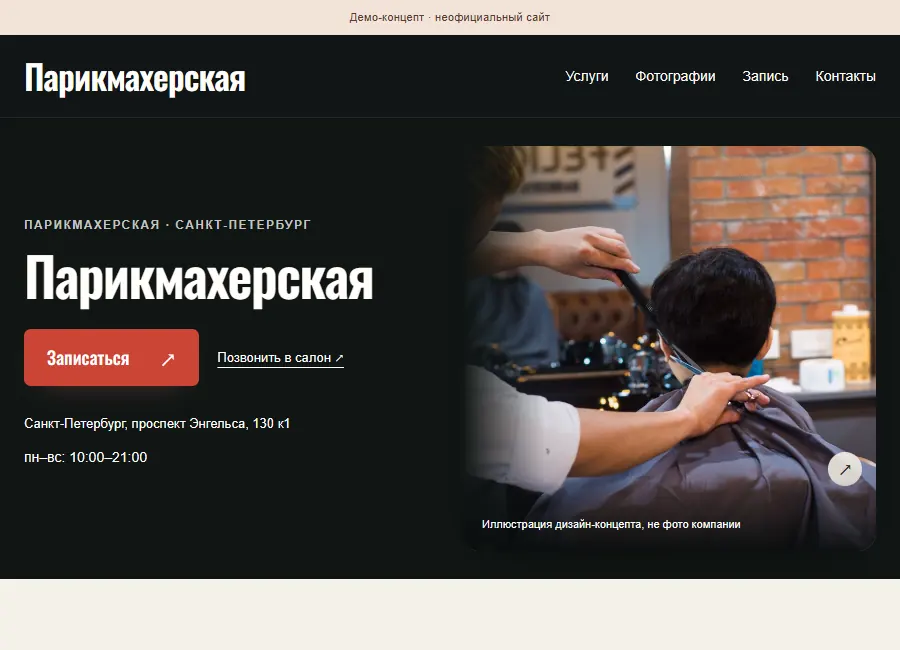 Демо-концепт · неофициальный сайт
Парикмахерская
Услуги Фотографии Запись Контакты
ПАРИКМАХЕРСКАЯ · САНКТ-ПЕТЕРБУРГ
Парикмахерская
Записаться ↗
Позвонить в салон ↗
Санкт-Петербург, проспект Энгельса, 130 к1
пн–вс: 10:00–21:00
Иллюстрация дизайн-концепта, не фото компании